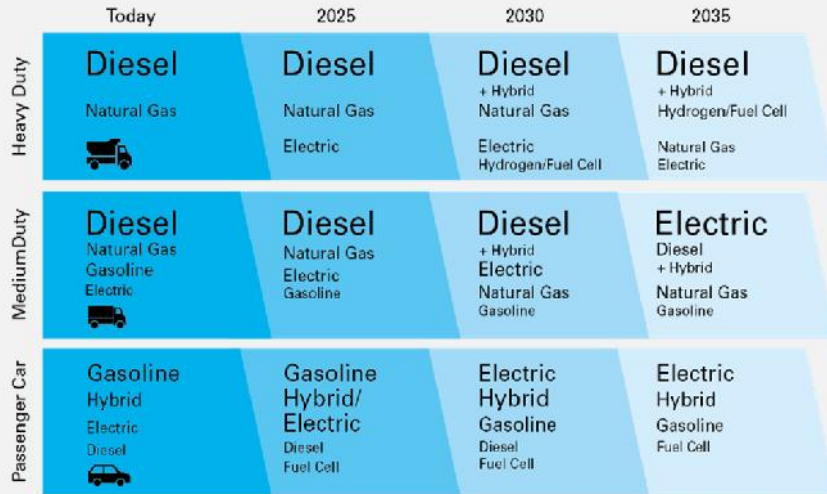 Today
2025
2030
2035
Heavy Duty
Diesel
Natural Gas
Diesel
Natural Gas
Electric
Diesel
+ Hybrid
Natural Gas
Electric
Hydrogen/Fuel Cell
Diesel
+ Hybrid
Hydrogen/Fuel Cell
Natural Gas
Electric
MediumDuty
Diesel
Natural Gas
Gasoline
Electric
Diesel
Natural Gas
Electric
Gasoline
Diesel
+ Hybrid
Electric
Natural Gas
Gasoline
Electric
Diesel
+ Hybrid
Natural Gas
Gasoline
Passenger Car
Gasoline
Hybrid
Electric
Diesel
Gasoline
Hybrid/
Electric
Diesel
Fuel Cell
Electric
Hybrid
Gasoline
Diesel
Fuel Cell
Electric
Hybrid
Gasoline
Fuel Cell